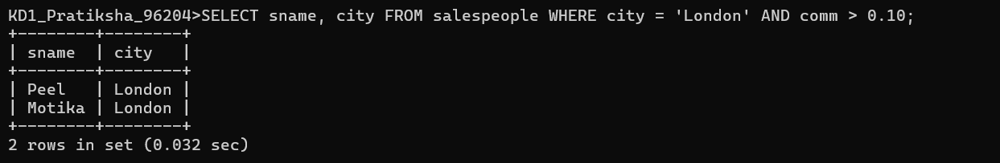 KD1_Pratiksha_96204>SELECT sname, city FROM salespeople WHERE city = 'London' AND comm > 0.10;
+--------+--------+
| sname  | city   |
+--------+--------+
| Peel   | London |
| Motika | London |
+--------+--------+
2 rows in set (0.032 sec)